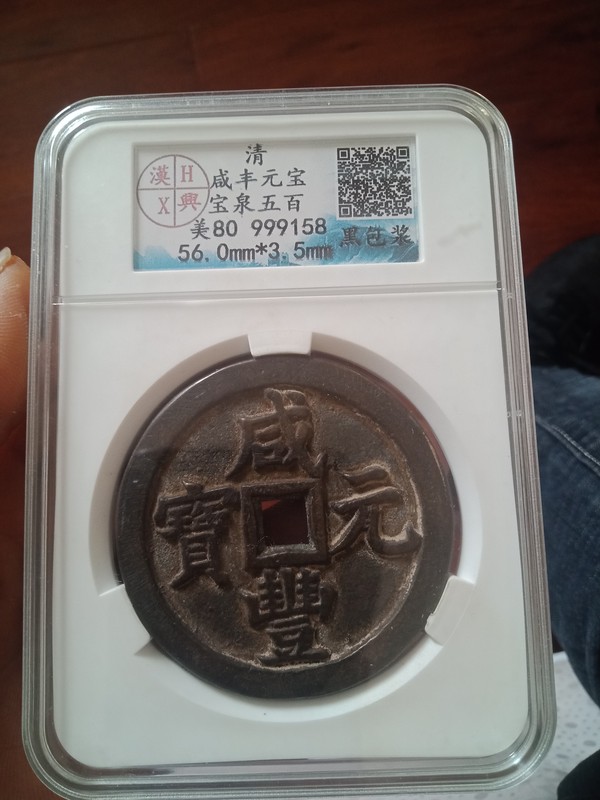 清
漢 H
X 興
咸丰元宝
宝泉五百
美80 999158
黑包浆
56.0mm*3.5mm
咸
元
寶
豐